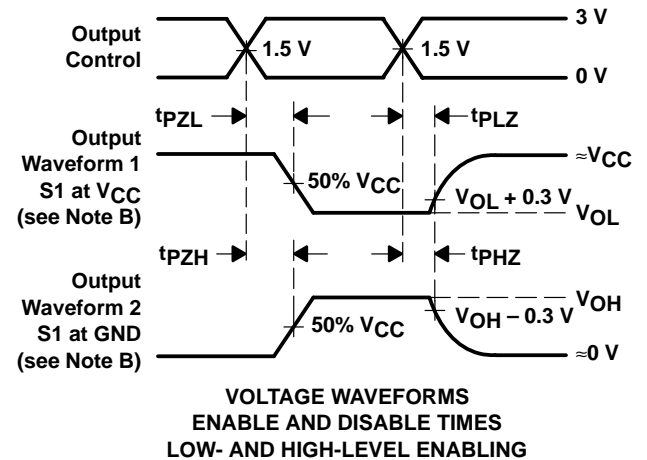 3 V
Output
Control
1.5 V
1.5 V
0 V
tPZL
tPLZ
Output
Waveform 1
S1 at VCC
(see Note B)
≈VCC
50% VCC
VOL + 0.3 V
VOL
tPZH
tPHZ
Output
Waveform 2
S1 at GND
(see Note B)
VOH
VOH − 0.3 V
50% VCC
≈0 V
VOLTAGE WAVEFORMS
ENABLE AND DISABLE TIMES
LOW- AND HIGH-LEVEL ENABLING